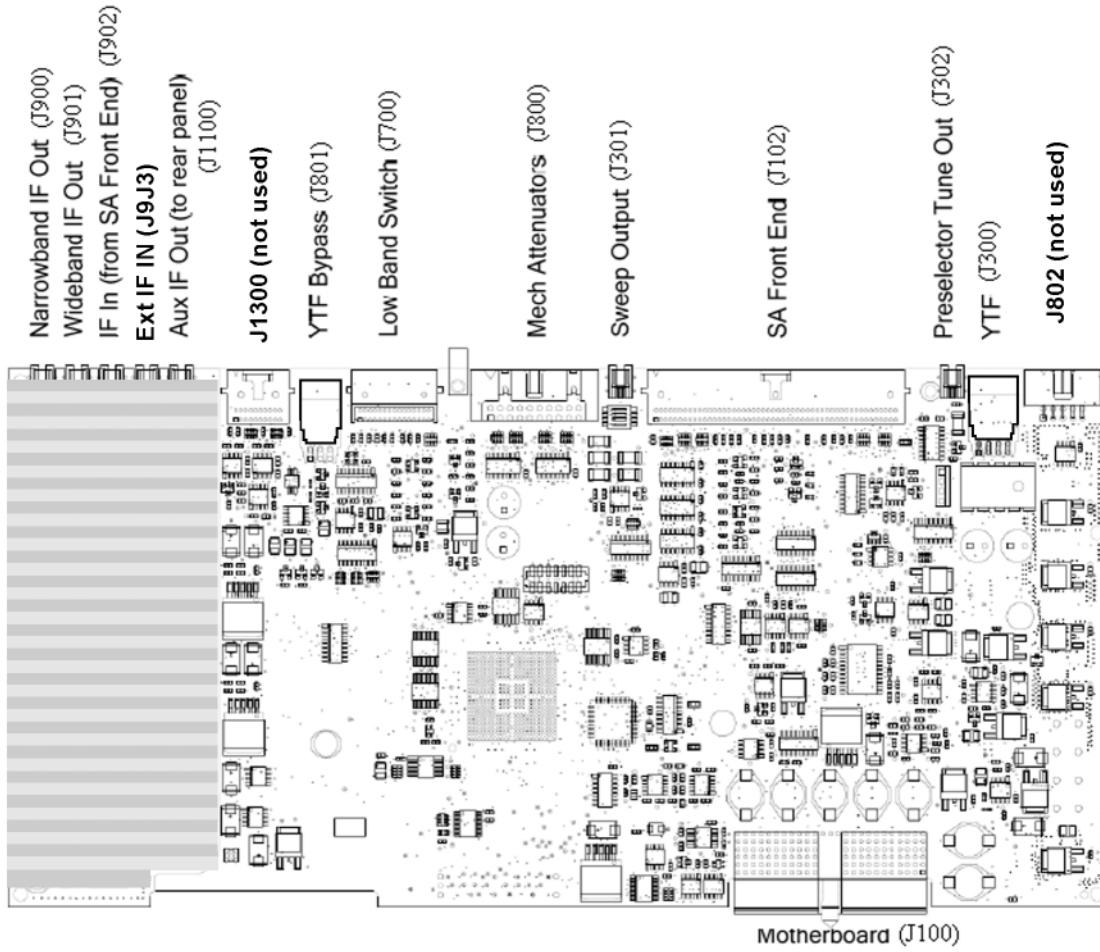 Narrowband IF Out (J900)
Wideband IF Out (J901)
IF In (from SA Front End) (J902)
Ext IF IN (J9J3)
Aux IF Out (to rear panel)
(J1100)
J1300 (not used)
YTF Bypass (J801)
Low Band Switch (J700)
Mech Attenuators (J800)
Sweep Output (J301)
SA Front End (J102)
Preselector Tune Out (J302)
YTF (J300)
J802 (not used)
Motherboard (J100)